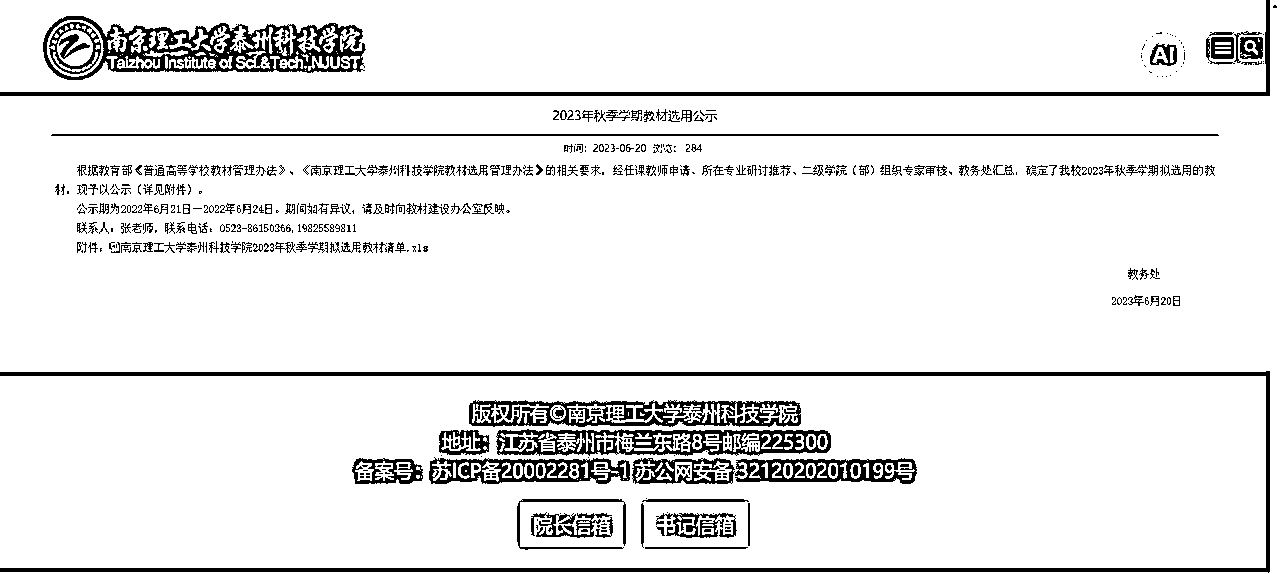 南京理工大学泰州科技学院
Taizhou Institute of Sci.&Tech.,NJUST.
AI
2023年秋季学期教材选用公示
时间：2023-06-20 浏览：284
根据教育部《普通高等学校教材管理办法》、《南京理工大学泰州科技学院教材选用管理办法》的相关要求，经任课教师申请、所在专业研讨推荐、二级学院（部）组织专家审核、教务处汇总，确定了我校2023年秋季学期拟选用的教
材，现予以公示（详见附件）。
公示期为2022年6月21日—2022年6月24日。期间如有异议，请及时向教材建设办公室反映。
联系人：张老师，联系电话：0523-86150366,19825589811
附件：南京理工大学泰州科技学院2023年秋季学期拟选用教材清单.xls
教务处
2023年6月20日
版权所有©南京理工大学泰州科技学院
地址：江苏省泰州市梅兰东路8号邮编225300
备案号：苏ICP备20002281号-1 苏公网安备 32120202010199号
院长信箱 书记信箱